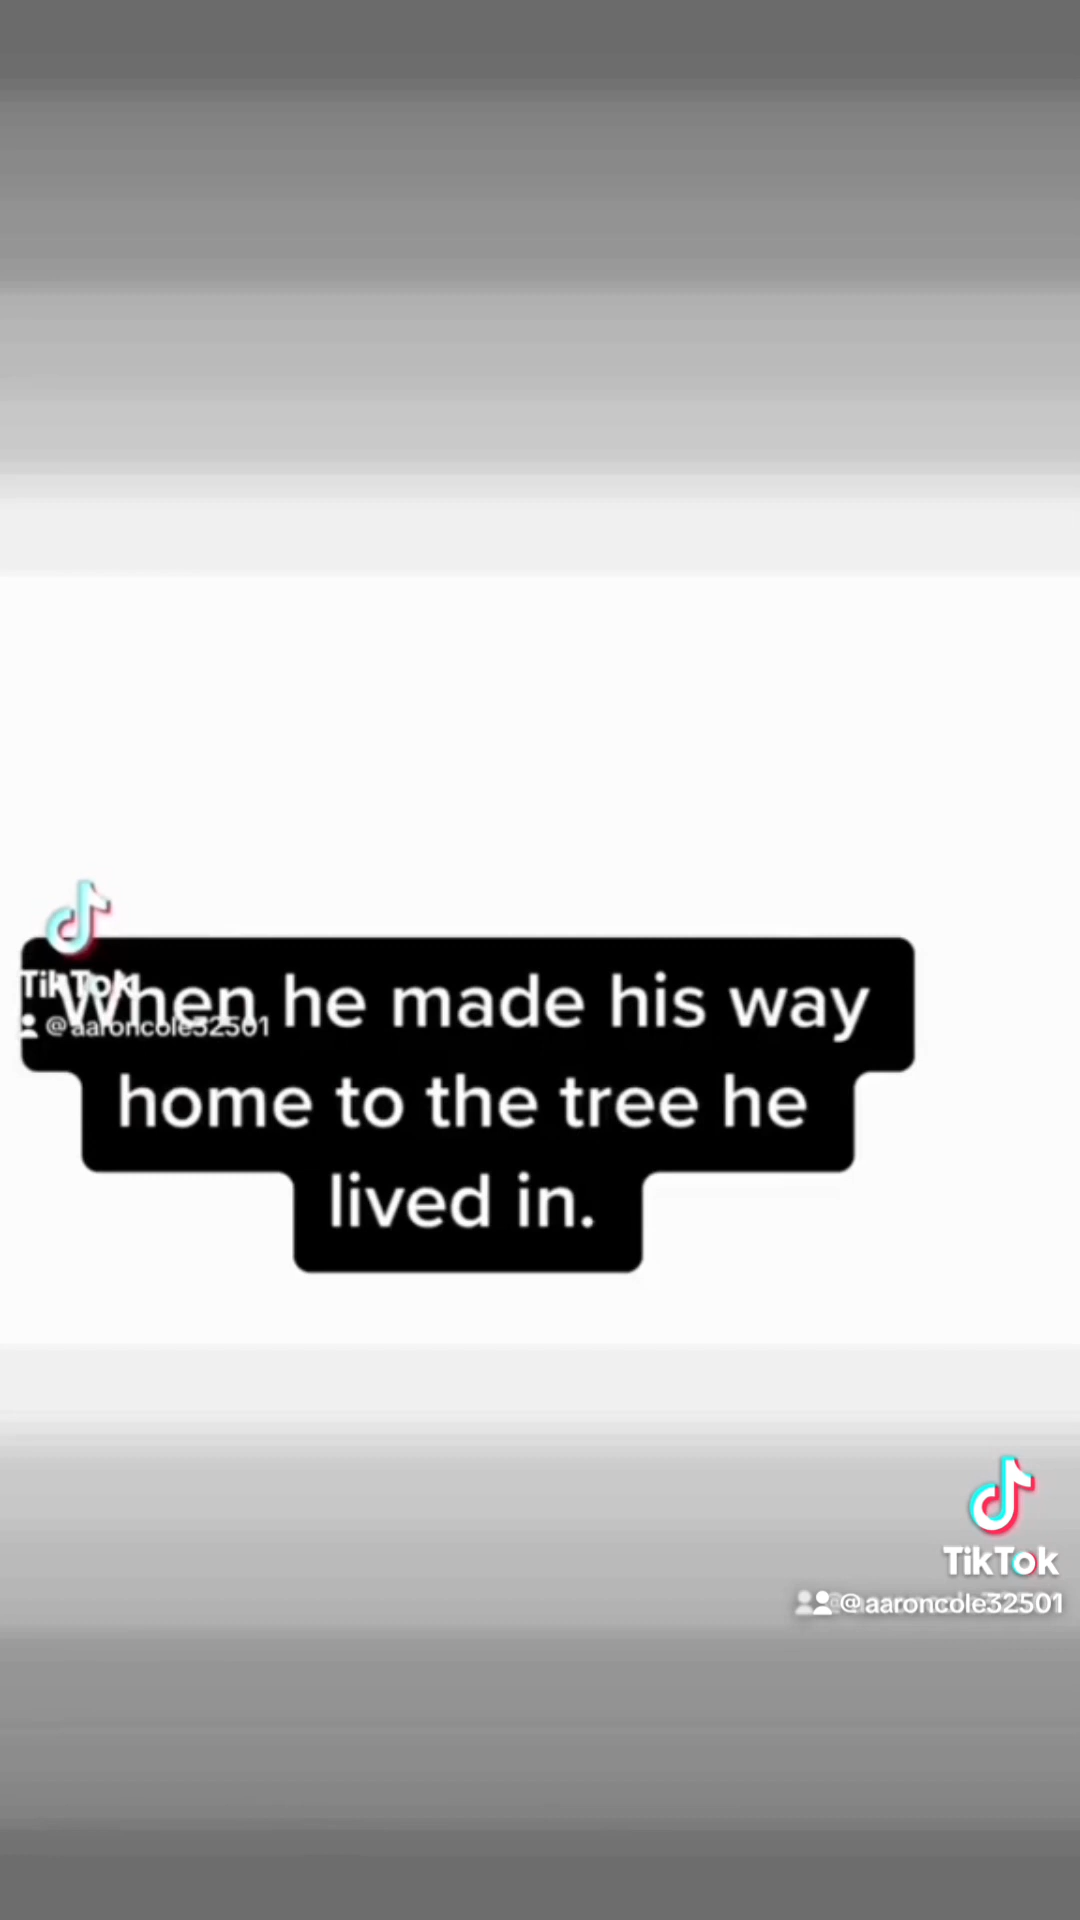 TikTok
@aaroncole32501
When he made his way
home to the tree he
lived in.
TikTok
@aaroncole32501